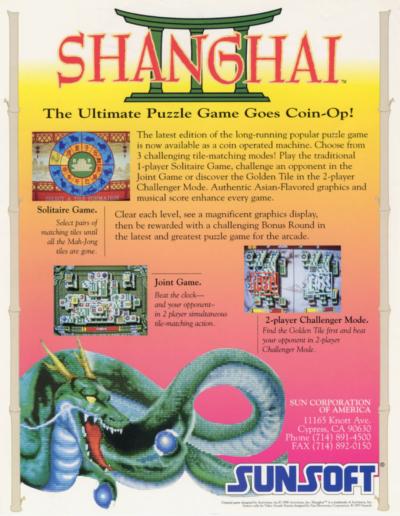 SHANGHAI III™
The Ultimate Puzzle Game Goes Coin-Op!
The latest edition of the long-running popular puzzle game
is now available as a coin operated machine. Choose from
3 challenging tile-matching modes! Play the traditional
1-player Solitaire Game, challenge an opponent in the
Joint Game or discover the Golden Tile in the 2-player
Challenger Mode. Authentic Asian-Flavored graphics and
musical score enhance every game.
Solitaire Game.
Select pairs of
matching tiles until
all the Mah-Jong
tiles are gone.
Clear each level, see a magnificent graphics display,
then be rewarded with a challenging Bonus Round in
the latest and greatest puzzle game for the arcade.
Joint Game.
Beat the clock—
and your opponent–
in 2 player simultaneous
tile-matching action.
2-player Challenger Mode.
Find the Golden Tile first and beat
your opponent in 2-player
Challenger Mode.
SUN CORPORATION
OF AMERICA
11165 Knott Ave.
Cypress, CA 90630
Phone (714) 891-4500
FAX (714) 892-0150
SUNSOFT®